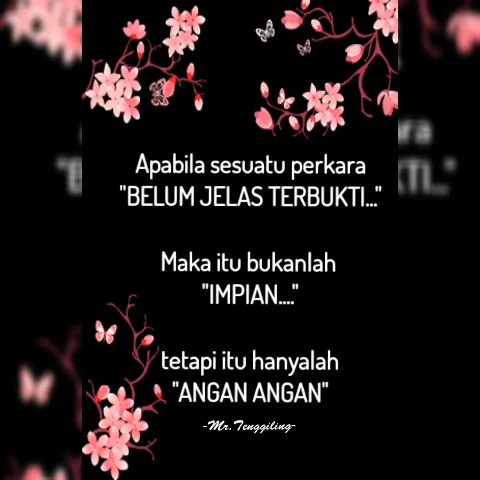 Apabila sesuatu perkara
"BELUM JELAS TERBUKTI..."
Maka itu bukanlah
"IMPIAN...."
tetapi itu hanyalah
"ANGAN ANGAN"
-Mr.Tenggiling-